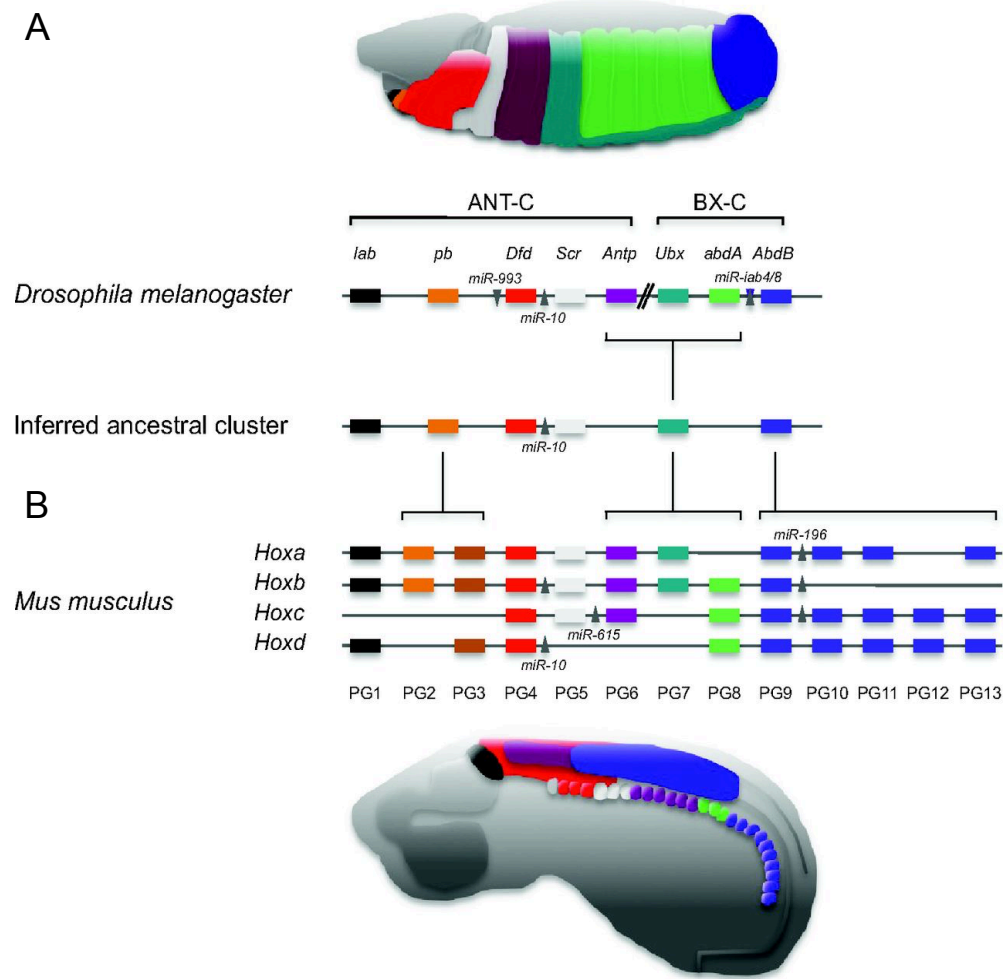 A
ANT-C BX-C
lab pb Dfd Scr Antp Ubx abdA AbdB
miR-993 miR-iab4/8
Drosophila melanogaster
miR-10
Inferred ancestral cluster
miR-10
B
miR-196
Hoxa
Hoxb
Mus musculus
Hoxc
miR-615
Hoxd
miR-10
PG1 PG2 PG3 PG4 PG5 PG6 PG7 PG8 PG9 PG10 PG11 PG12 PG13